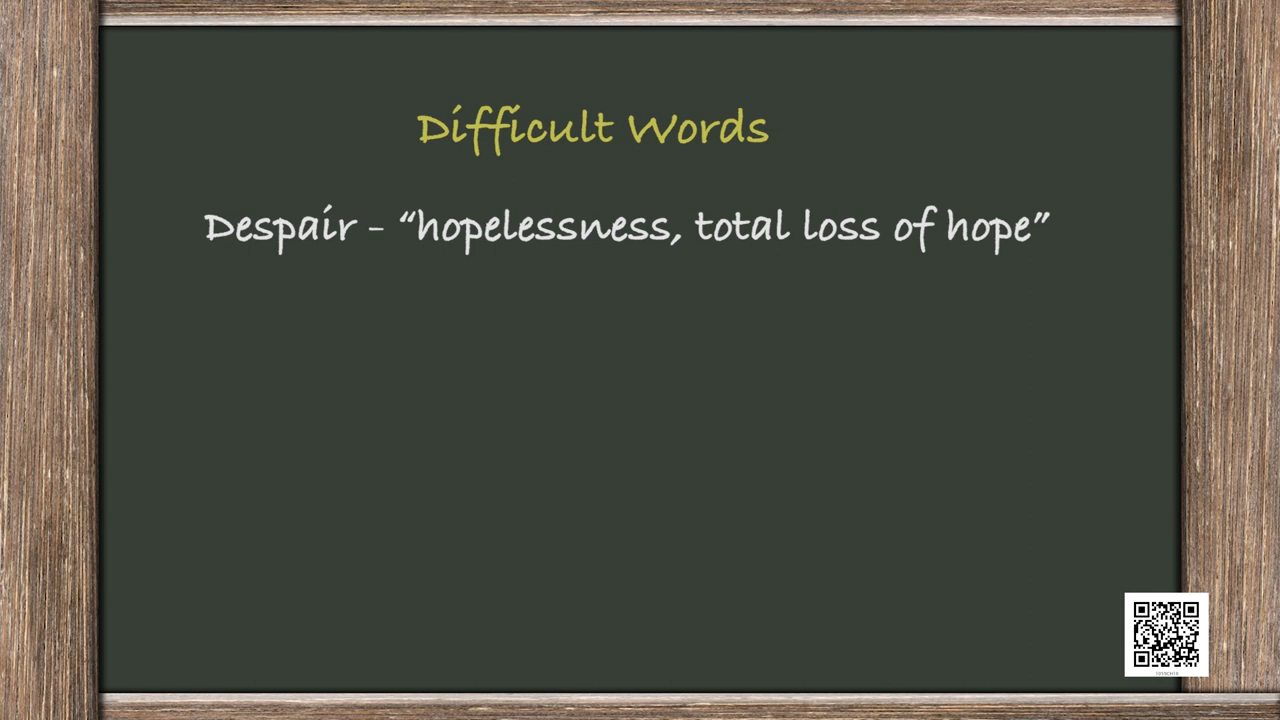 Difficult Words
Despair - “hopelessness, total loss of hope”